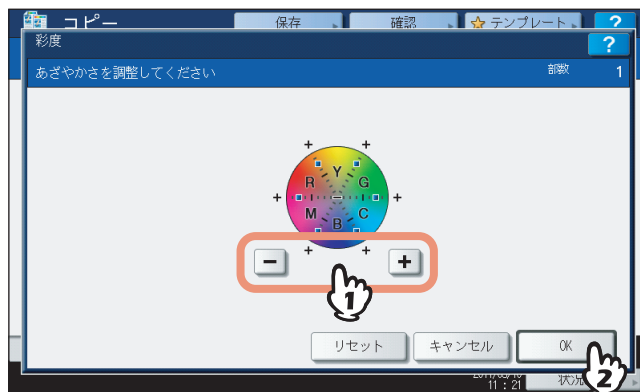 コピー 保存 確認 テンプレート ?
彩度 ?
あざやかさを調整してください 部数 1
+ +
Y
R G
+ +
M C
B
+ +
− +
1
リセット キャンセル OK
11:21 状況
2